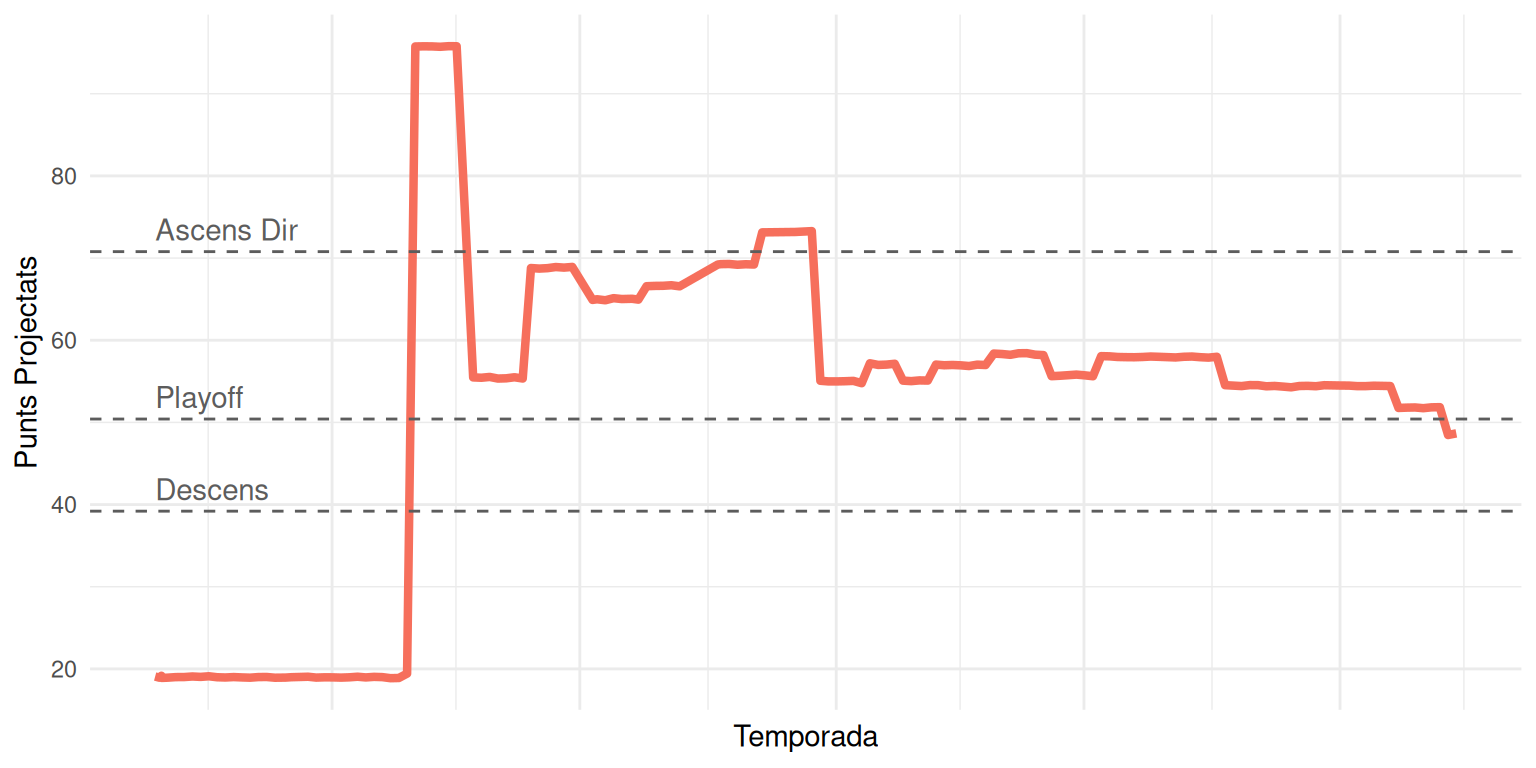 80
Ascens Dir
60
Playoff
Descens
40
20
Punts Projectats
Temporada